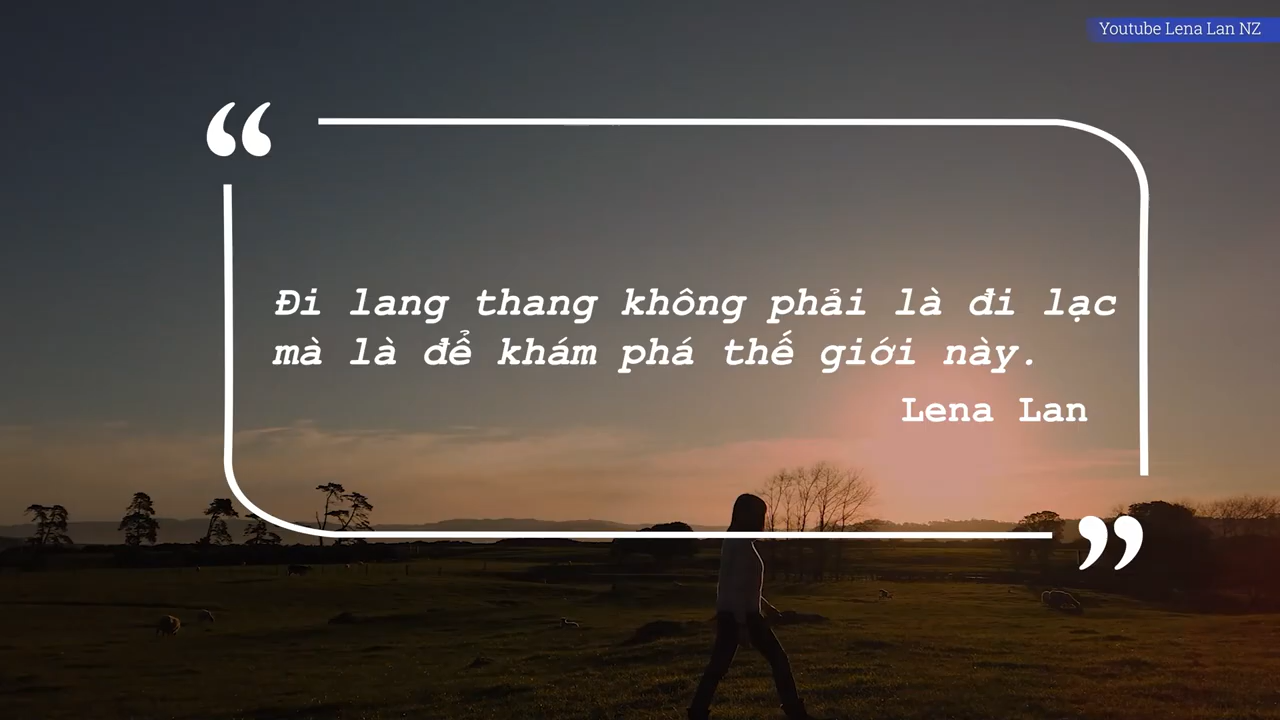 Youtube Lena Lan NZ
“
Đi lang thang không phải là đi lạc
mà là để khám phá thế giới này.
Lena Lan
”